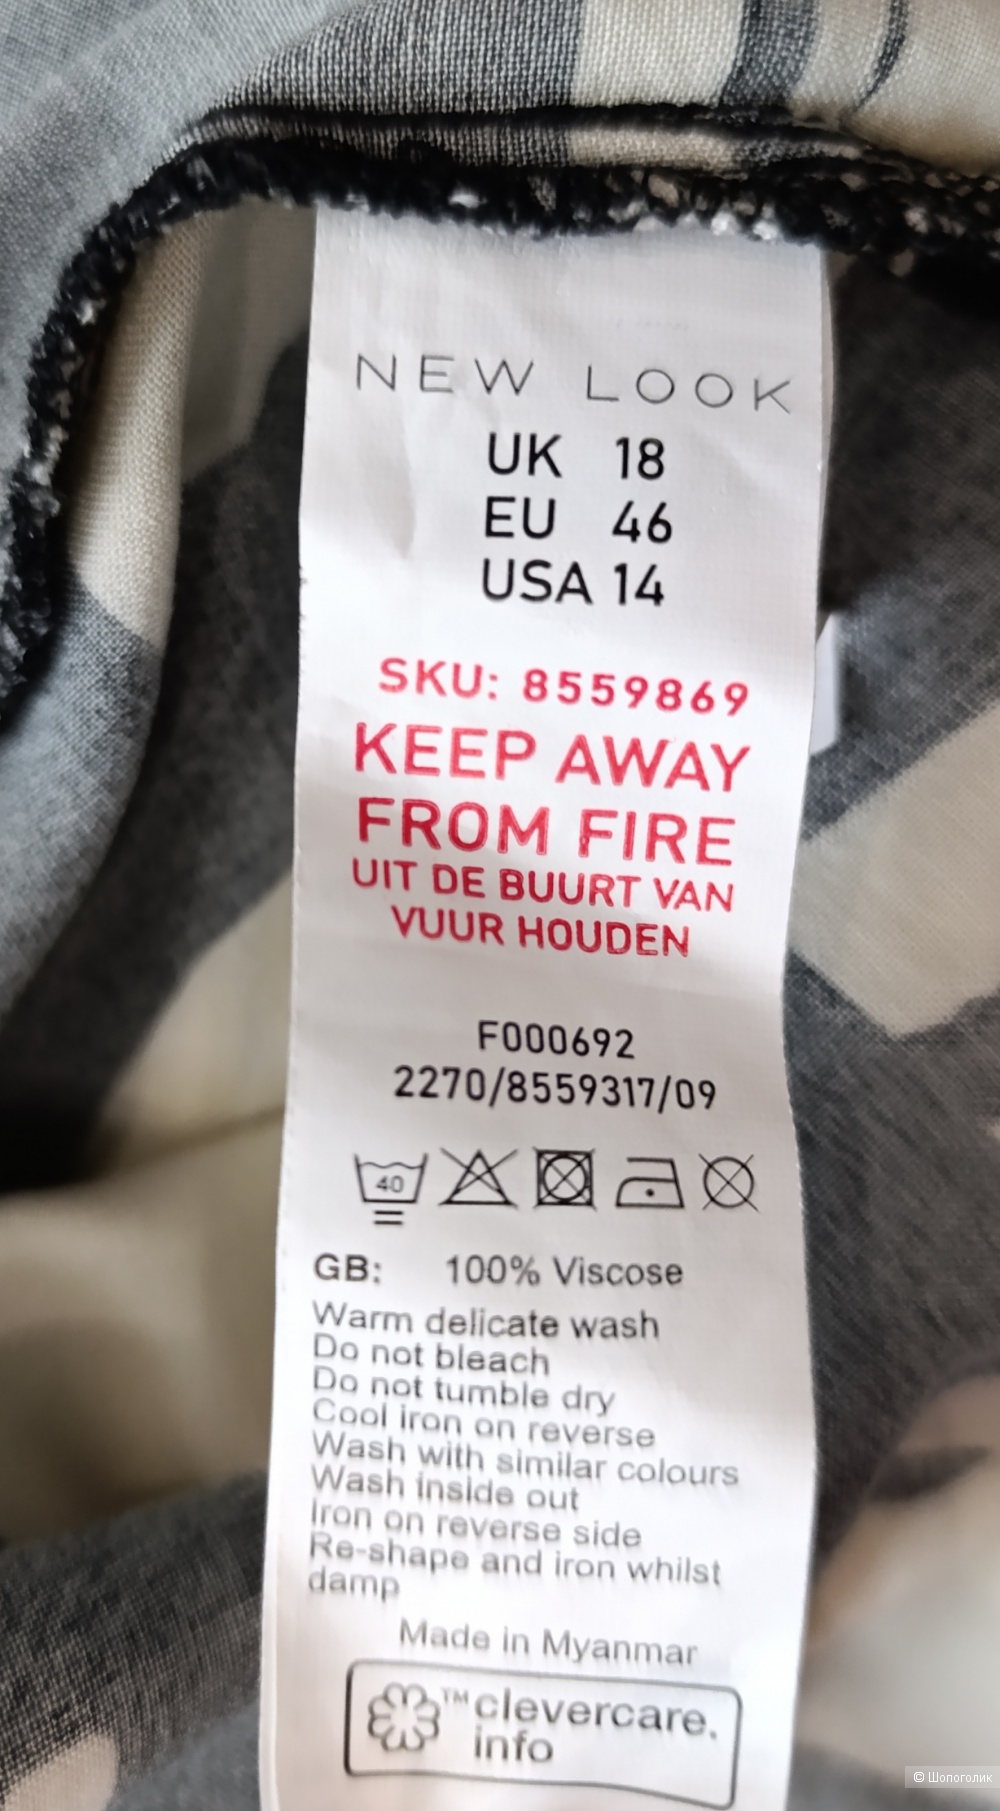 NEW LOOK
UK 18
EU 46
USA 14
SKU: 8559869
KEEP AWAY
FROM FIRE
UIT DE BUURT VAN
VUUR HOUDEN
F000692
2270/8559317/09
40
GB: 100% Viscose
Warm delicate wash
Do not bleach
Do not tumble dry
Cool iron on reverse
Wash with similar colours
Wash inside out
Iron on reverse side
Re-shape and iron whilst
damp
Made in Myanmar
™ clevercare.
info
© Шопоголик